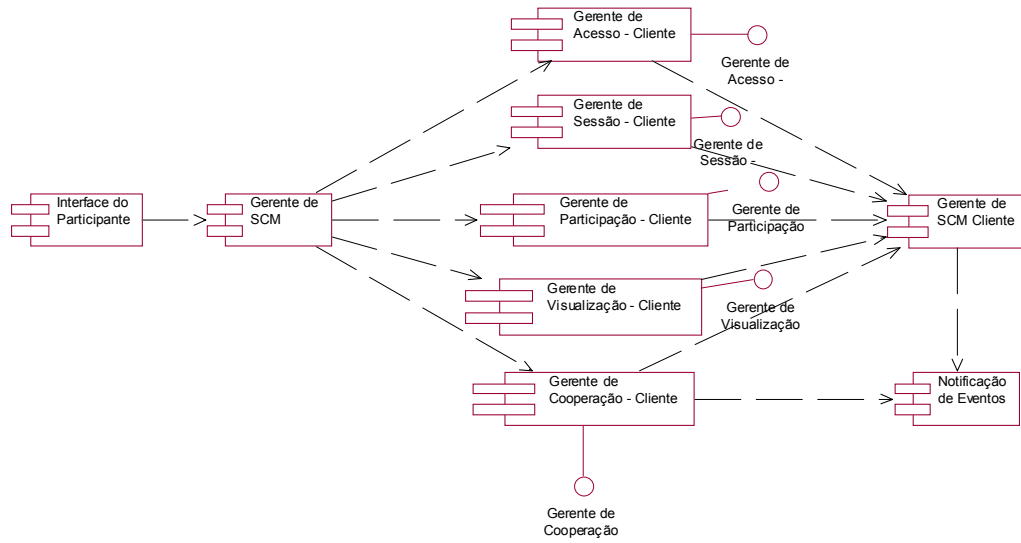 Gerente de
Acesso - Cliente
Gerente de
Acesso -
Gerente de
Sessão - Cliente
Gerente de
Sessão -
Interface do
Participante
Gerente de
SCM
Gerente de
Participação - Cliente
Gerente de
Participação
Gerente de
SCM Cliente
Gerente de
Visualização - Cliente
Gerente de
Visualização
Gerente de
Cooperação - Cliente
Notificação
de Eventos
Gerente de
Cooperação